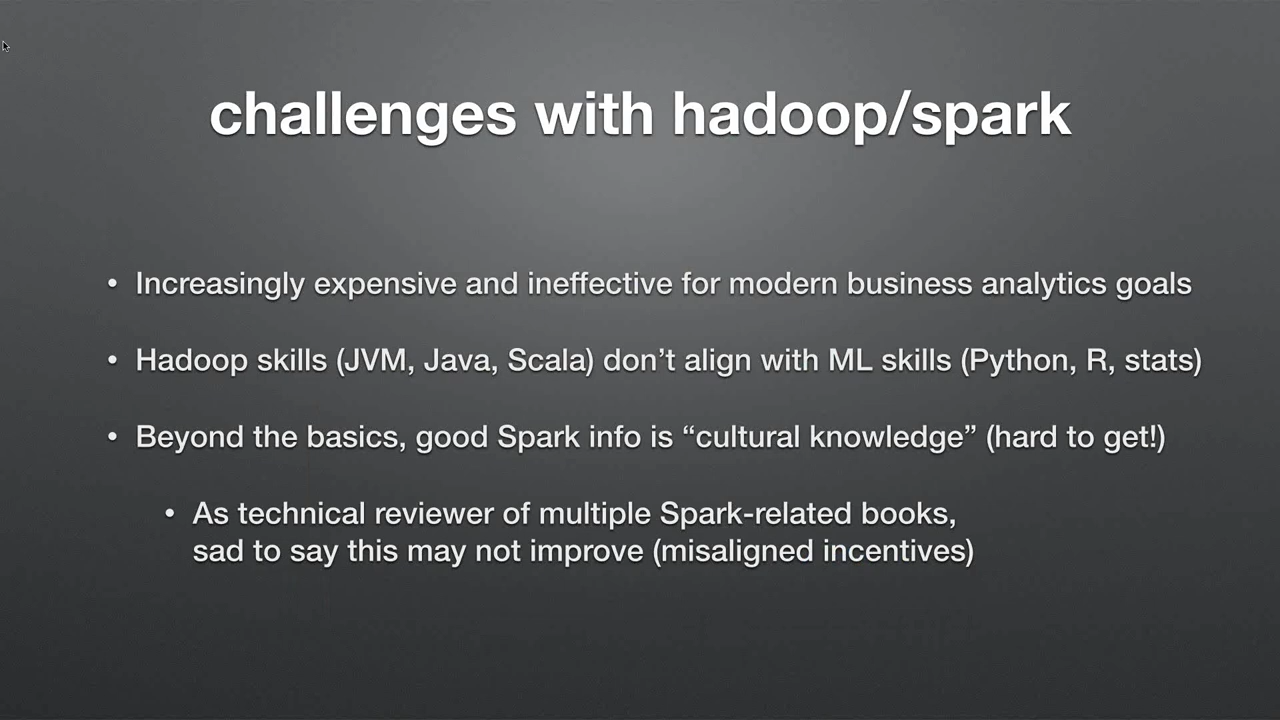 challenges with hadoop/spark
• Increasingly expensive and ineffective for modern business analytics goals
• Hadoop skills (JVM, Java, Scala) don’t align with ML skills (Python, R, stats)
• Beyond the basics, good Spark info is “cultural knowledge” (hard to get!)
• As technical reviewer of multiple Spark-related books,
sad to say this may not improve (misaligned incentives)